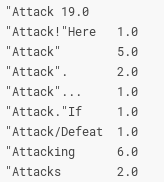 "Attack 19.0
"Attack!"Here 1.0
"Attack" 5.0
"Attack". 2.0
"Attack"... 1.0
"Attack."If 1.0
"Attack/Defeat 1.0
"Attacking 6.0
"Attacks 2.0